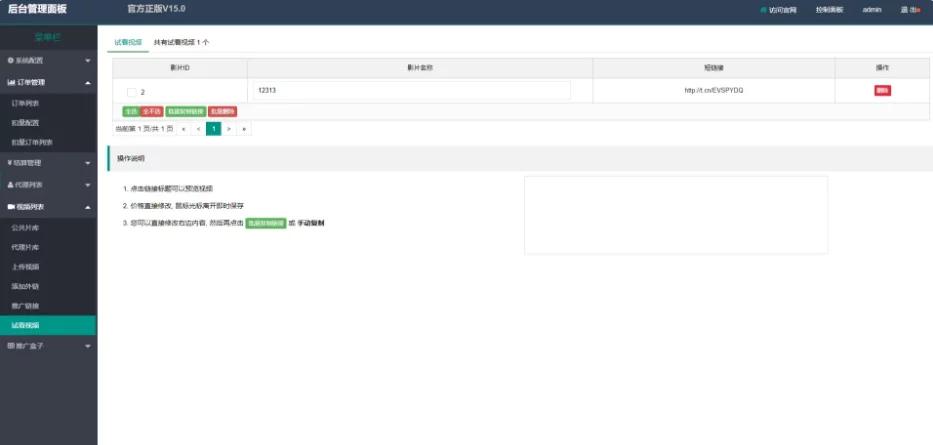 后台管理面板
官方正版V15.0
访问官网 控制面板 admin 退出
菜单栏
系统配置
订单管理
订单列表
扣量配置
扣量订单列表
结算管理
代理列表
视频列表
公共片库
代理片库
上传视频
添加外链
推广链接
试看视频
推广盒子
试看视频 共有试看视频 1 个
影片ID 影片名称 短链接 操作
2 12313 http://t.cn/EVSPYDQ 删除
全选 全不选 批量复制链接 批量删除
当前第 1 页/共 1 页 « < 1 > »
操作说明
1. 点击链接标题可以预览视频
2. 价格直接修改, 鼠标光标离开即时保存
3. 您可以直接修改右边内容, 然后再点击 批量复制链接 或 手动复制